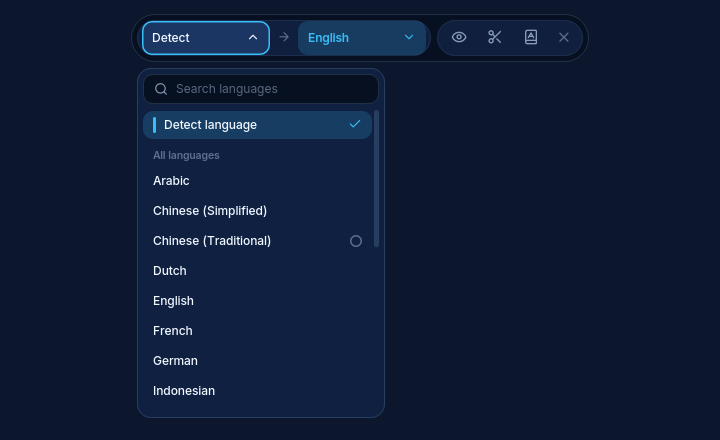 Detect
English
Search languages
Detect language
All languages
Arabic
Chinese (Simplified)
Chinese (Traditional)
Dutch
English
French
German
Indonesian